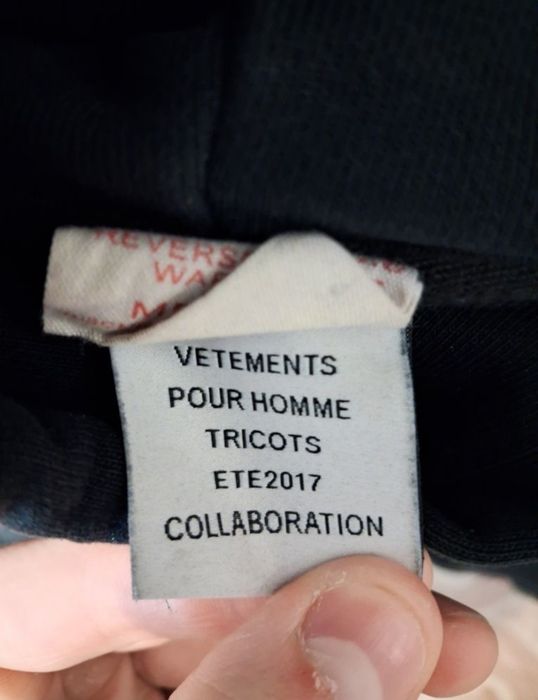 VETEMENTS
POUR HOMME
TRICOTS
ETE2017
COLLABORATION